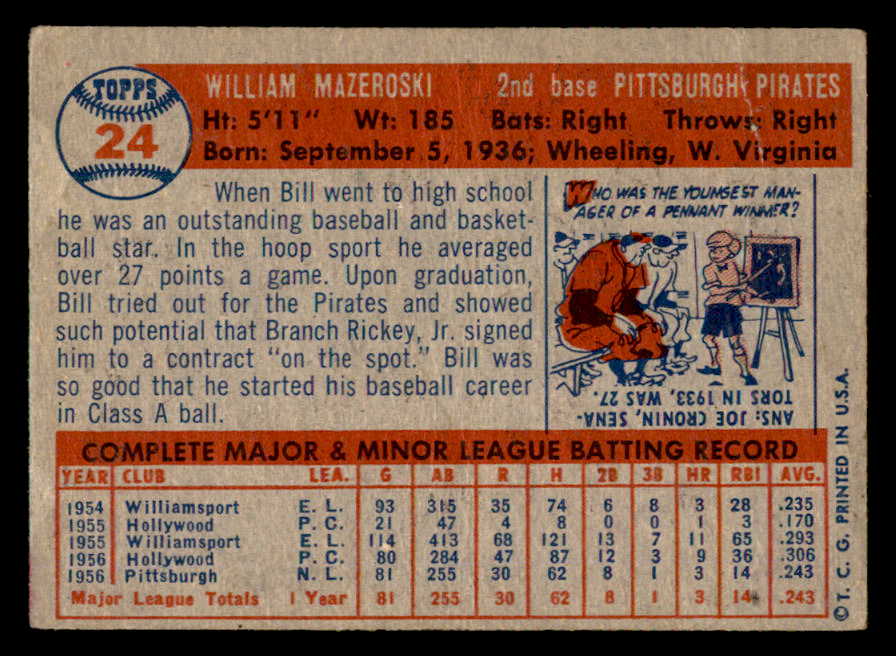 TOPPS
24
WILLIAM MAZEROSKI 2nd base PITTSBURGH PIRATES
Ht: 5'11" Wt: 185 Bats: Right Throws: Right
Born: September 5, 1936; Wheeling, W. Virginia
When Bill went to high school
he was an outstanding baseball and basket-
ball star. In the hoop sport he averaged
over 27 points a game. Upon graduation,
Bill tried out for the Pirates and showed
such potential that Branch Rickey, Jr. signed
him to a contract "on the spot." Bill was
so good that he started his baseball career
in Class A ball.
WHO WAS THE YOUNGEST MAN-
AGER OF A PENNANT WINNER?
ANS: JOE CRONIN, SENA-
TORS IN 1933, WAS 27.
COMPLETE MAJOR & MINOR LEAGUE BATTING RECORD
YEAR CLUB LEA. G AB R H 2B 3B HR RBI AVG.
1954 Williamsport E. L. 93 315 35 74 6 8 3 28 .235
1955 Hollywood P. C. 21 47 4 8 0 0 1 3 .170
1955 Williamsport E. L. 114 413 68 121 13 7 11 65 .293
1956 Hollywood P. C. 80 284 47 87 12 3 9 36 .306
1956 Pittsburgh N. L. 81 255 30 62 8 1 3 14 .243
Major League Totals 1 Year 81 255 30 62 8 1 3 14 .243
© T. C. G. PRINTED IN U.S.A.